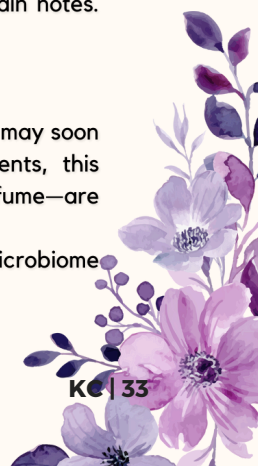 ain notes.
may soon
ents, this
fume—are
icrobiome
KC | 33